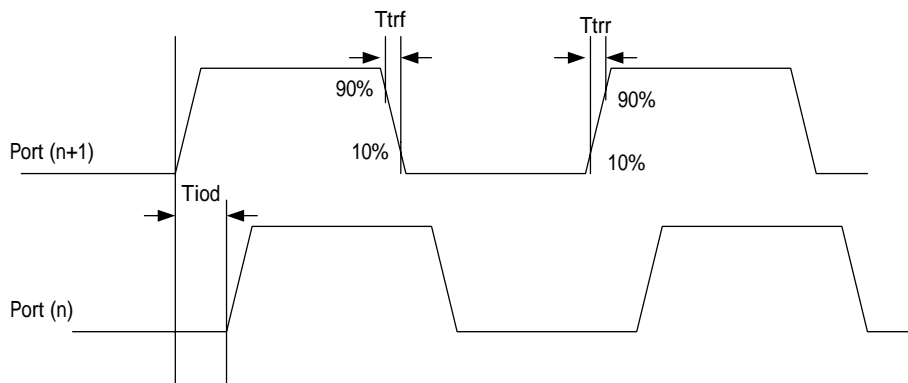 Ttrf
Ttrr
90%
90%
10%
10%
Port (n+1)
Tiod
Port (n)